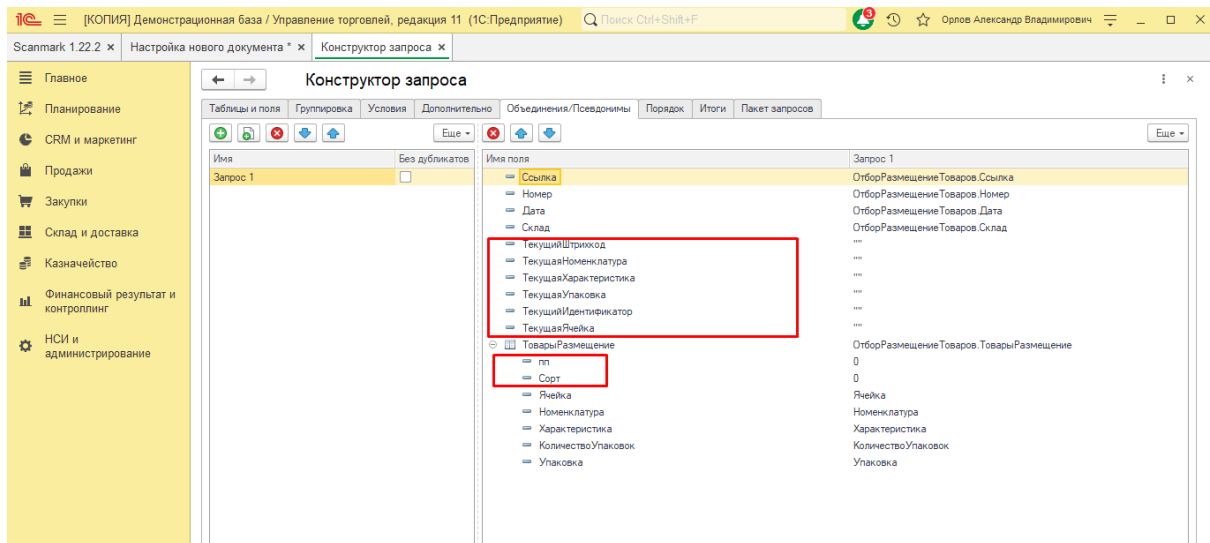 1С [КОПИЯ] Демонстрационная база / Управление торговлей, редакция 11 (1С:Предприятие) Поиск Ctrl+Shift+F 3 Орлов Александр Владимирович
Scanmark 1.22.2 × Настройка нового документа * × Конструктор запроса ×
Главное
Планирование
CRM и маркетинг
Продажи
Закупки
Склад и доставка
Казначейство
Финансовый результат и
контроллинг
НСИ и
администрирование
Конструктор запроса
Таблицы и поля Группировка Условия Дополнительно Объединения/Псевдонимы Порядок Итоги Пакет запросов
Еще Еще
Имя Без дубликатов Имя поля Запрос 1
Запрос 1 Ссылка ОтборРазмещениеТоваров.Ссылка
Номер ОтборРазмещениеТоваров.Номер
Дата ОтборРазмещениеТоваров.Дата
Склад ОтборРазмещениеТоваров.Склад
ТекущийШтрихкод ""
ТекущаяНоменклатура ""
ТекущаяХарактеристика ""
ТекущаяУпаковка ""
ТекущийИдентификатор ""
ТекущаяЯчейка ""
ТоварыРазмещение ОтборРазмещениеТоваров.ТоварыРазмещение
пп 0
Сорт 0
Ячейка Ячейка
Номенклатура Номенклатура
Характеристика Характеристика
КоличествоУпаковок КоличествоУпаковок
Упаковка Упаковка